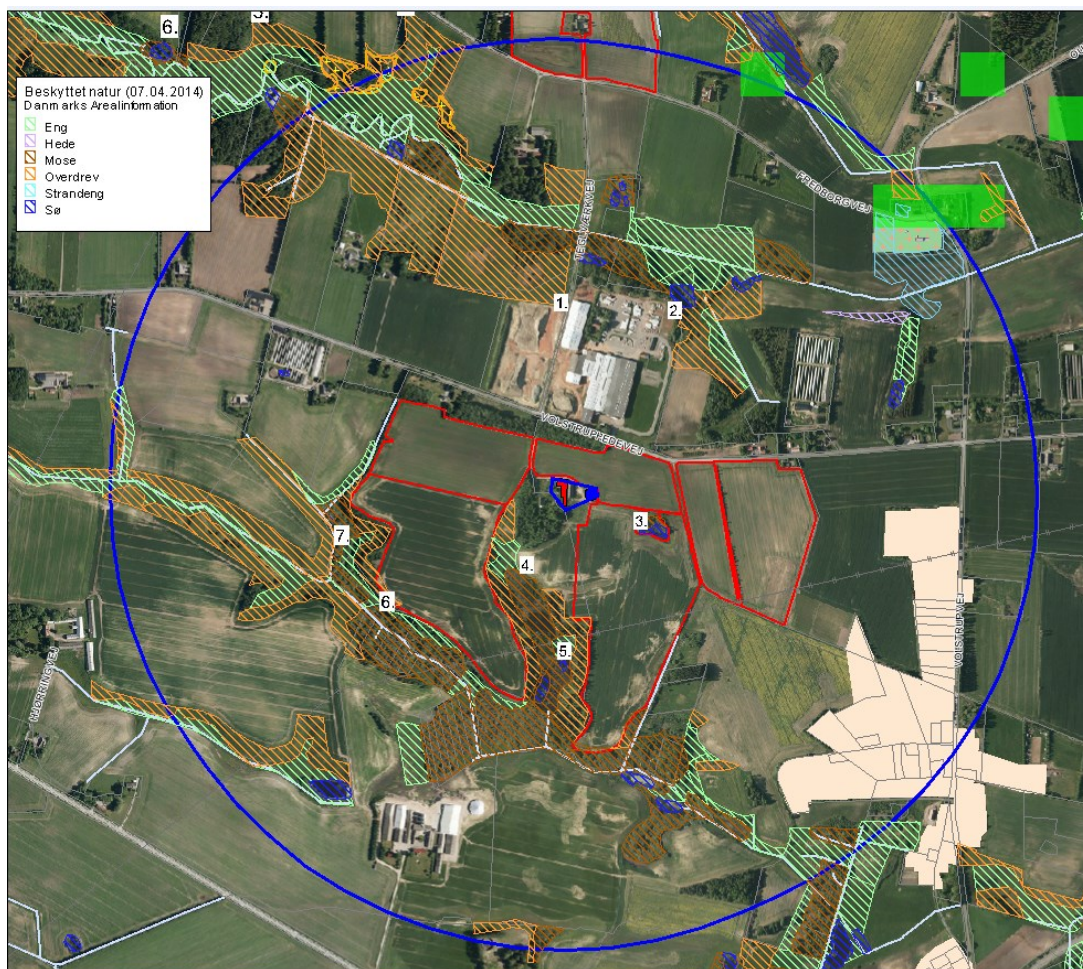 6.
Beskyttet natur (07.04.2014)
Danmarks Arealinformation
Eng
Hede
Mose
Overdrev
Strandeng
Sø
TEGLVÆRKVEJ
FREDBORGVEJ
1.
2.
VOLSTRUPHEDEVEJ
3.
7.
4.
6.
5.
HJØRRINGVEJ
VOLSTRUPVEJ